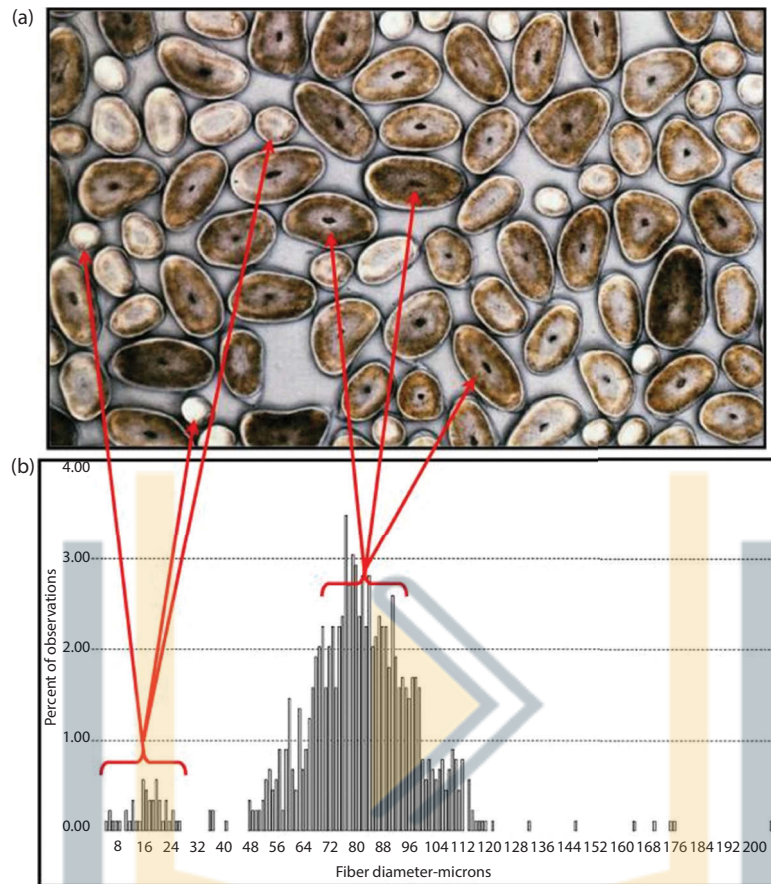 (a)
(b)
4.00
3.00
2.00
1.00
0.00
Percent of observations
8 16 24 32 40 48 56 64 72 80 88 96 104 112 120 128 136 144 152 160 168 176 184 192 200
Fiber diameter-microns